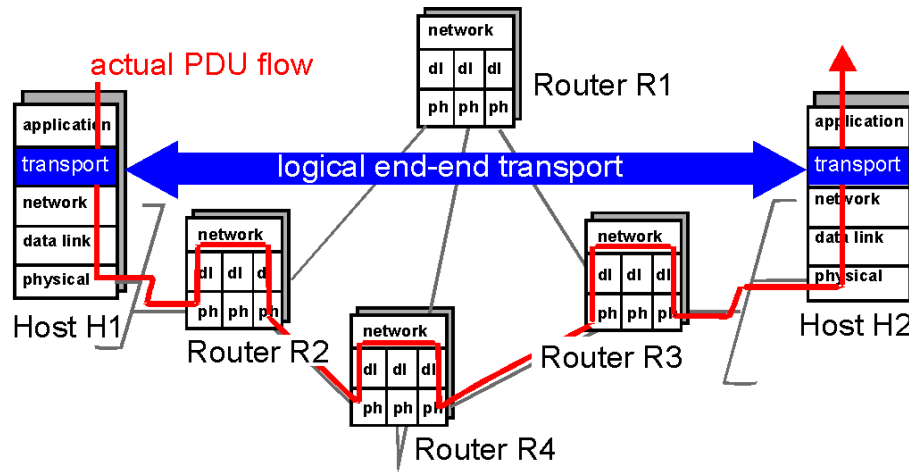 actual PDU flow
network
dl dl dl
ph ph ph
Router R1
application
transport
network
data link
physical
Host H1
logical end-end transport
application
transport
network
data link
physical
Host H2
network
dl dl dl
ph ph ph
Router R2
network
dl dl dl
ph ph ph
Router R3
network
dl dl dl
ph ph ph
Router R4